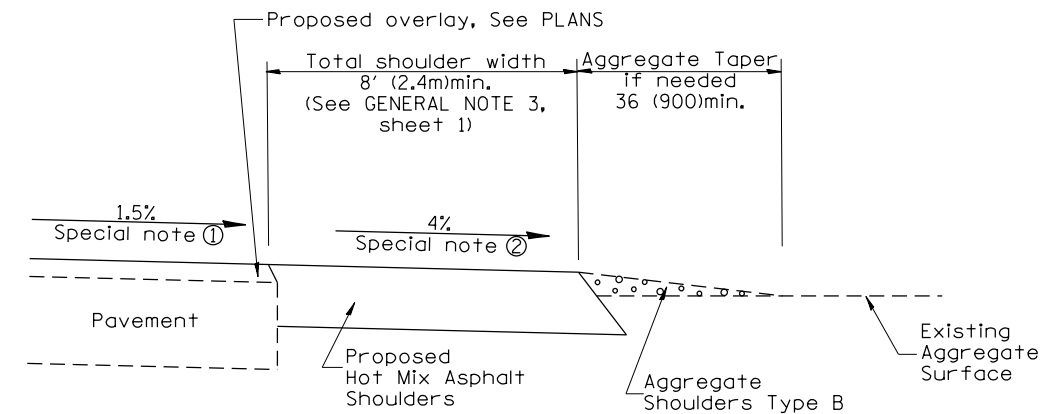 Proposed overlay, See PLANS
Total shoulder width
8' (2.4m)min.
(See GENERAL NOTE 3,
sheet 1)
Aggregate Taper
if needed
36 (900)min.
1.5%
Special note ①
4%
Special note ②
Pavement
Proposed
Hot Mix Asphalt
Shoulders
Aggregate
Shoulders Type B
Existing
Aggregate
Surface